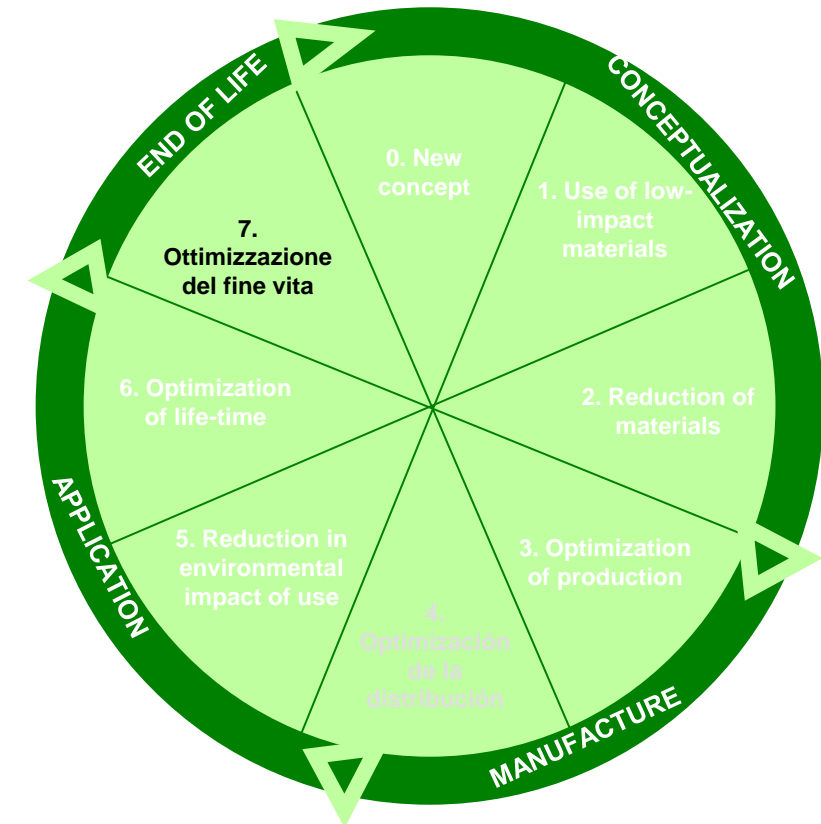 END OF LIFE
CONCEPTUALIZATION
0. New
concept
1. Use of low-
impact
materials
7.
Ottimizzazione
del fine vita
6. Optimization
of life-time
2. Reduction of
materials
5. Reduction in
environmental
impact of use
3. Optimization
of production
4.
Optimización
de la
distribución
APPLICATION
MANUFACTURE